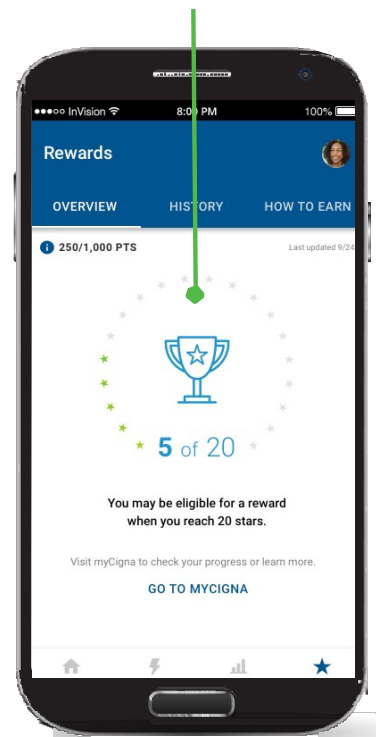 InVision 8:00 PM 100%
Rewards
OVERVIEW HISTORY HOW TO EARN
250/1,000 PTS Last updated 9/24
5 of 20
You may be eligible for a reward
when you reach 20 stars.
Visit myCigna to check your progress or learn more.
GO TO MYCIGNA